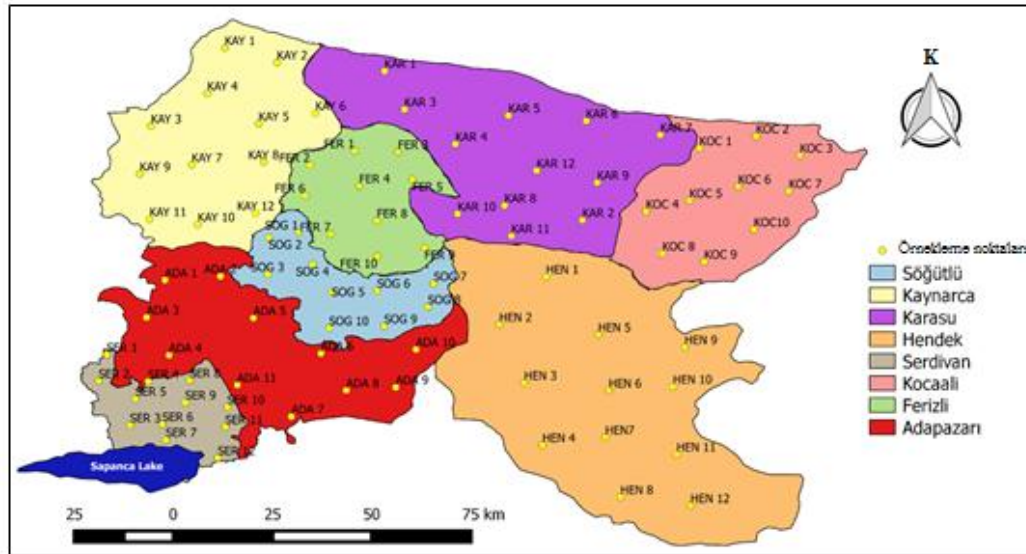 K
KAY 1
KAY 2
KAY 4
KAY 6
KAY 3
KAY 5
KAY 9
KAY 7
KAY 8
KAY 11
KAY 10
KAY 12
KAR 1
KAR 3
KAR 5
KAR 6
KAR 7
KAR 4
KAR 12
KAR 9
KAR 10
KAR 8
KAR 2
KAR 11
KOC 1
KOC 2
KOC 3
KOC 5
KOC 6
KOC 7
KOC 4
KOC10
KOC 8
KOC 9
FER 1
FER 2
FER 3
FER 4
FER 5
FER 6
FER 7
FER 8
FER 9
FER 10
SOG 1
SOG 2
SOG 3
SOG 4
SOG 5
SOG 6
SOG 7
SOG 8
SOG 9
SOG 10
ADA 1
ADA 2
ADA 3
ADA 5
ADA 4
ADA 6
ADA 10
ADA 11
ADA 8
ADA 9
ADA 7
SER 1
SER 2
SER 4
SER 8
SER 5
SER 9
SER 10
SER 3
SER 6
SER 11
SER 7
HEN 1
HEN 2
HEN 5
HEN 9
HEN 3
HEN 6
HEN 10
HEN 4
HEN7
HEN 11
HEN 8
HEN 12
Sapanca Lake
Örnekleme noktaları
Söğütlü
Kaynarca
Karasu
Hendek
Serdivan
Kocaali
Ferizli
Adapazarı
25 0 25 50 75 km